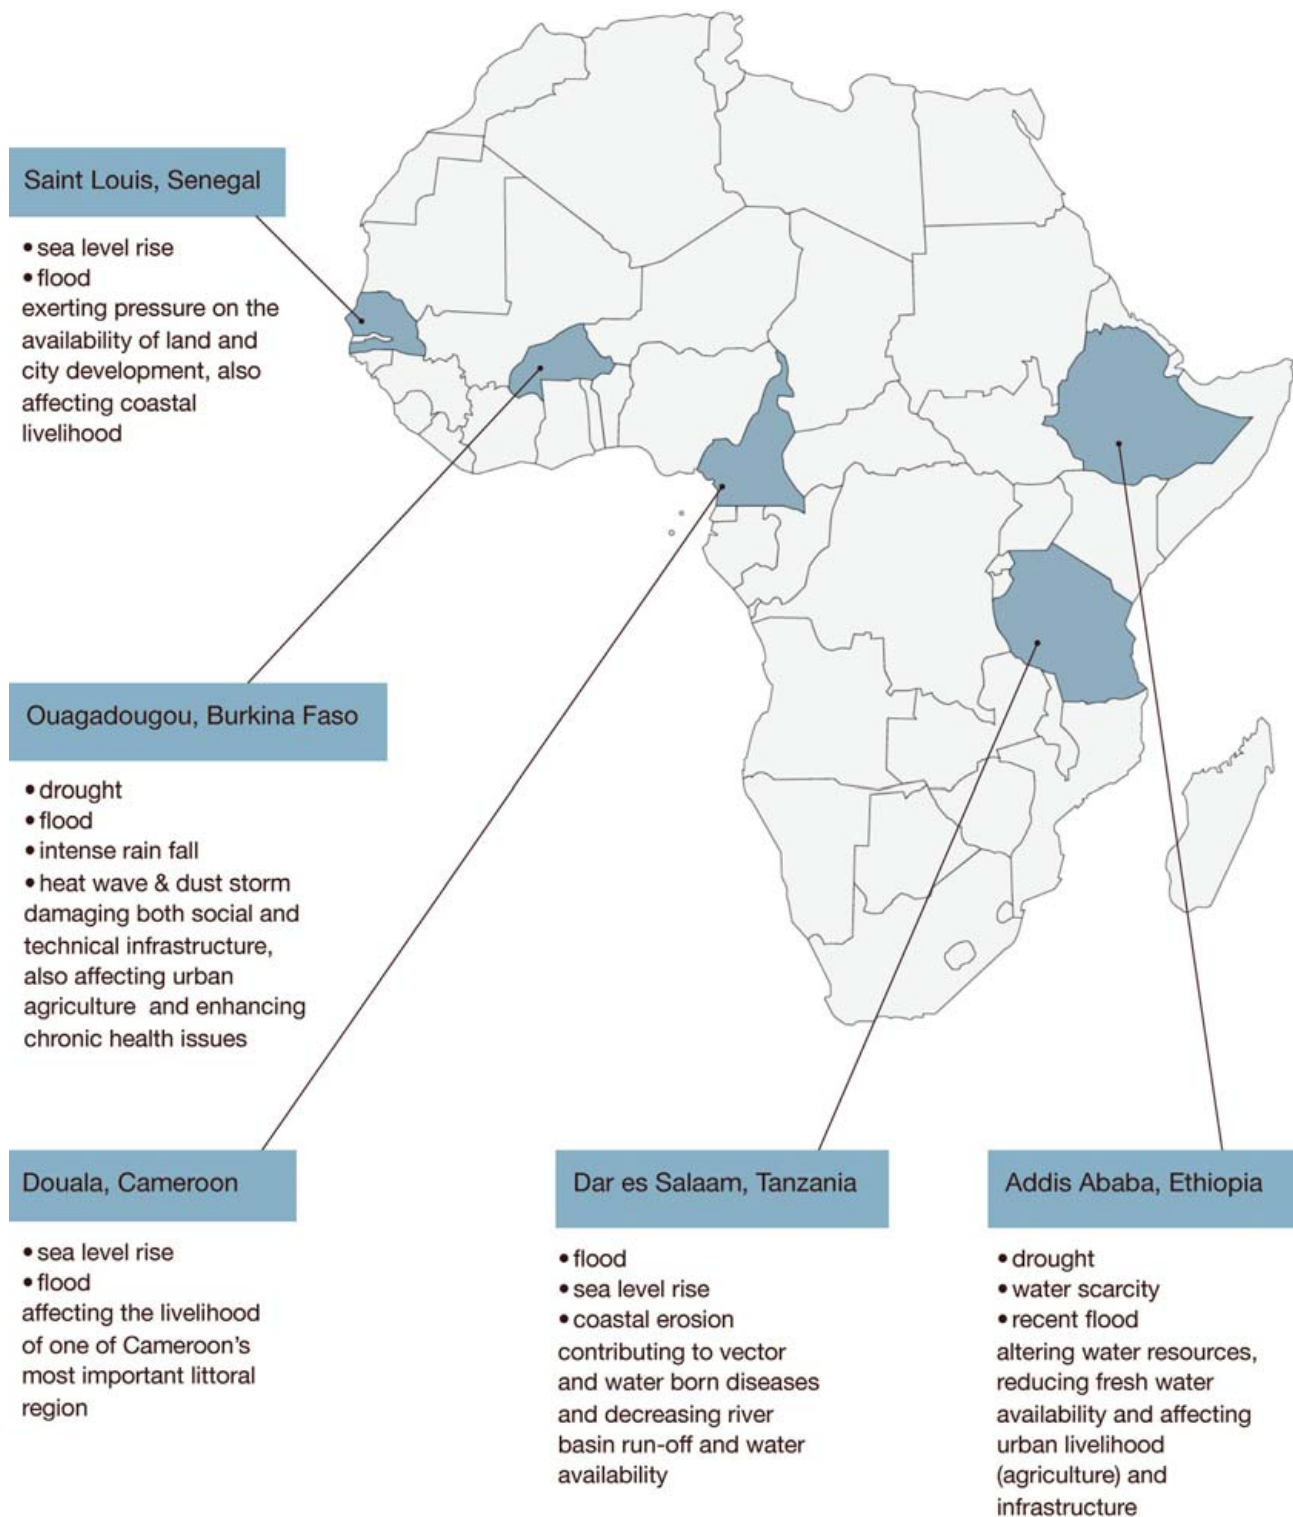 Saint Louis, Senegal
• sea level rise
• flood
exerting pressure on the
availability of land and
city development, also
affecting coastal
livelihood
Ouagadougou, Burkina Faso
• drought
• flood
• intense rain fall
• heat wave & dust storm
damaging both social and
technical infrastructure,
also affecting urban
agriculture and enhancing
chronic health issues
Douala, Cameroon
• sea level rise
• flood
affecting the livelihood
of one of Cameroon's
most important littoral
region
Dar es Salaam, Tanzania
• flood
• sea level rise
• coastal erosion
contributing to vector
and water born diseases
and decreasing river
basin run-off and water
availability
Addis Ababa, Ethiopia
• drought
• water scarcity
• recent flood
altering water resources,
reducing fresh water
availability and affecting
urban livelihood
(agriculture) and
infrastructure